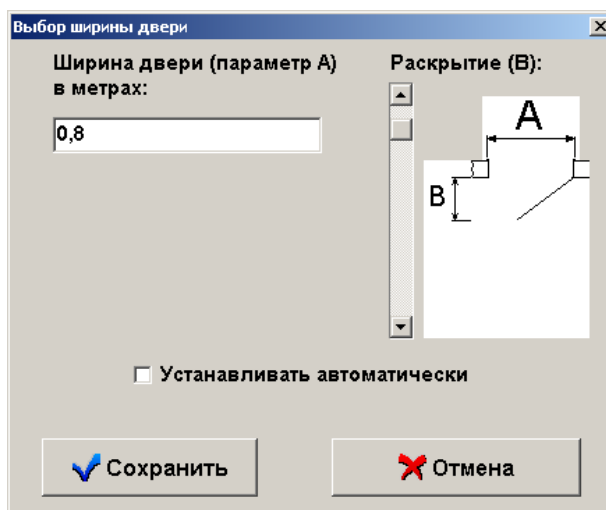 Выбор ширины двери
Ширина двери (параметр А)
в метрах:
0,8
Раскрытие (В):
А
В
Устанавливать автоматически
Сохранить
Отмена